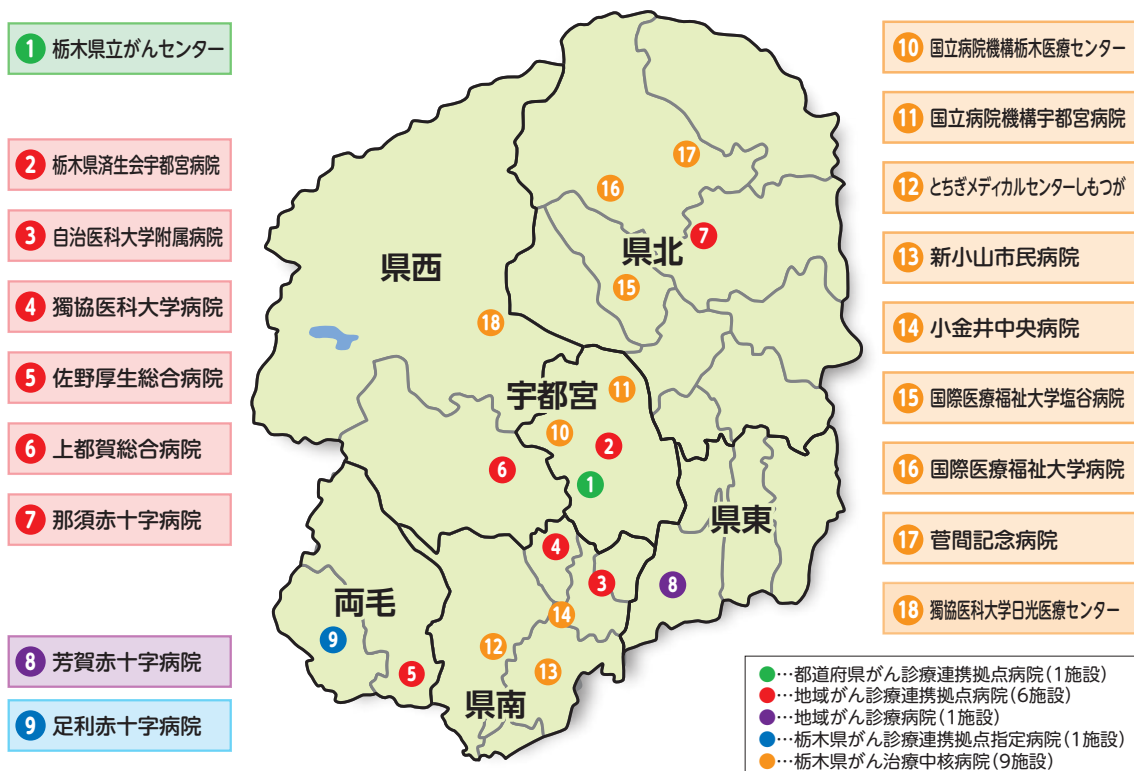 1 栃木県立がんセンター
2 栃木県済生会宇都宮病院
3 自治医科大学附属病院
4 獨協医科大学病院
5 佐野厚生総合病院
6 上都賀総合病院
7 那須赤十字病院
8 芳賀赤十字病院
9 足利赤十字病院
17
16
7
県北
県西
15
18
宇都宮
11
10
2
6
1
県東
4
3
8
両毛
14
9
12
13
5
県南
10 国立病院機構栃木医療センター
11 国立病院機構宇都宮病院
12 とちぎメディカルセンターしもつが
13 新小山市民病院
14 小金井中央病院
15 国際医療福祉大学塩谷病院
16 国際医療福祉大学病院
17 菅間記念病院
18 獨協医科大学日光医療センター
●…都道府県がん診療連携拠点病院(1施設)
●…地域がん診療連携拠点病院(6施設)
●…地域がん診療病院(1施設)
●…栃木県がん診療連携拠点指定病院(1施設)
●…栃木県がん治療中核病院(9施設)